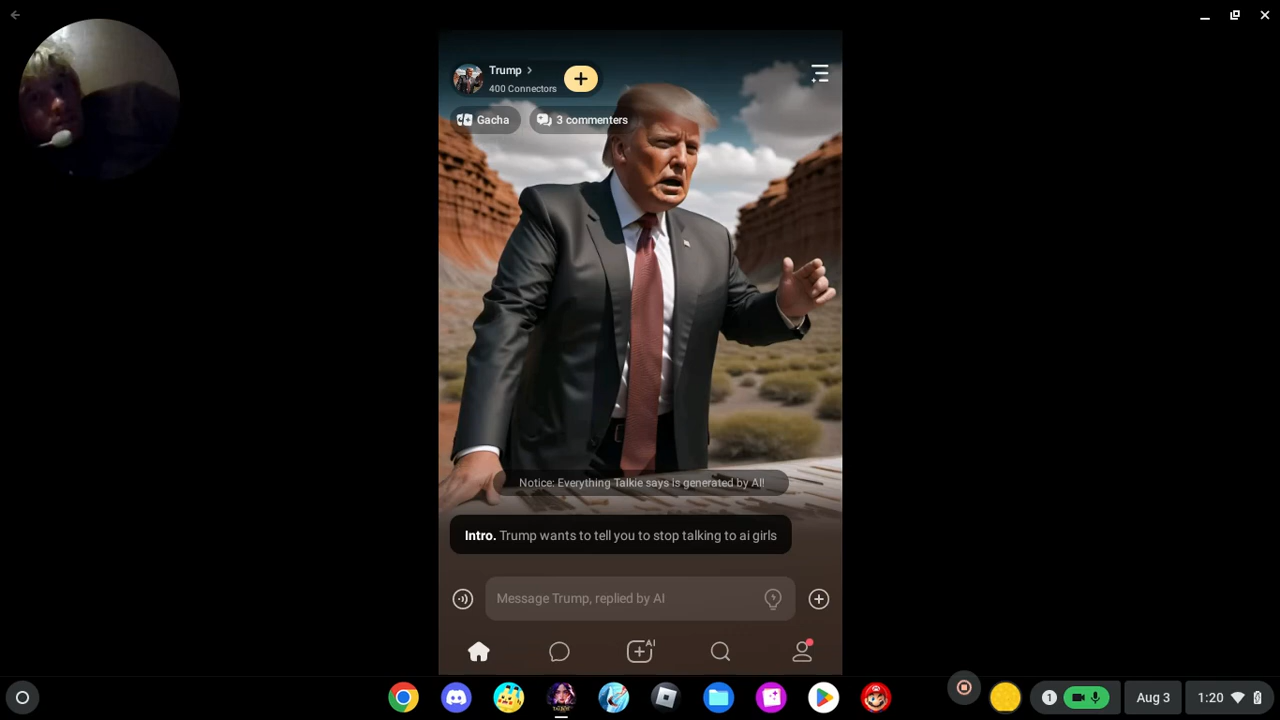 Trump >
400 Connectors
Gacha
3 commenters
Notice: Everything Talkie says is generated by AI!
Intro. Trump wants to tell you to stop talking to ai girls
Message Trump, replied by AI
AI
1
Aug 3
1:20